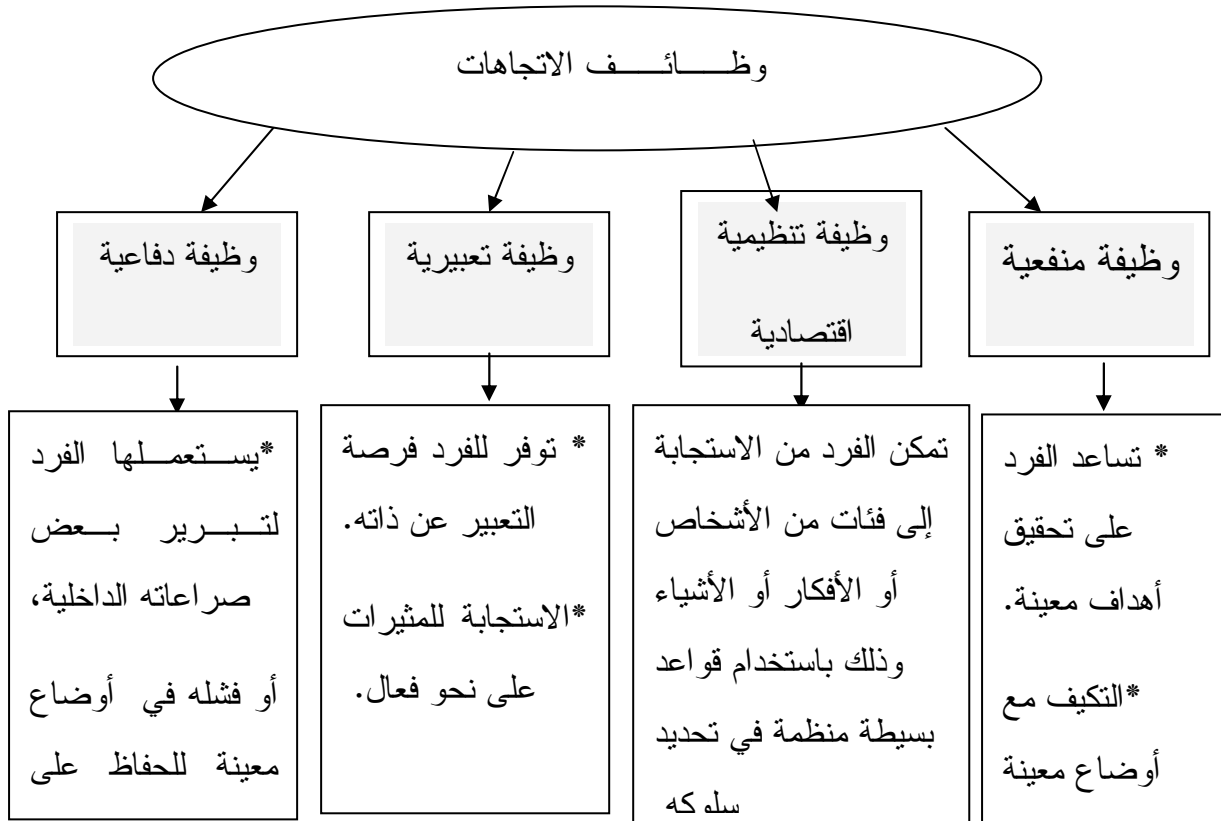 وظائف الاتجاهات
وظيفة منفعية
وظيفة تنظيمية
اقتصادية
وظيفة تعبيرية
وظيفة دفاعية
* تساعد الفرد
على تحقيق
أهداف معينة.
*التكيف مع
أوضاع معينة
تمكن الفرد من الاستجابة
إلى فئات من الأشخاص
أو الأفكار أو الأشياء
وذلك باستخدام قواعد
بسيطة منظمة في تحديد
سلوكه
* توفر للفرد فرصة
التعبير عن ذاته.
*الاستجابة للمثيرات
على نحو فعال.
*يستعملها الفرد
لتبرير بعض
صراعاته الداخلية،
أو فشله في أوضاع
معينة للحفاظ على